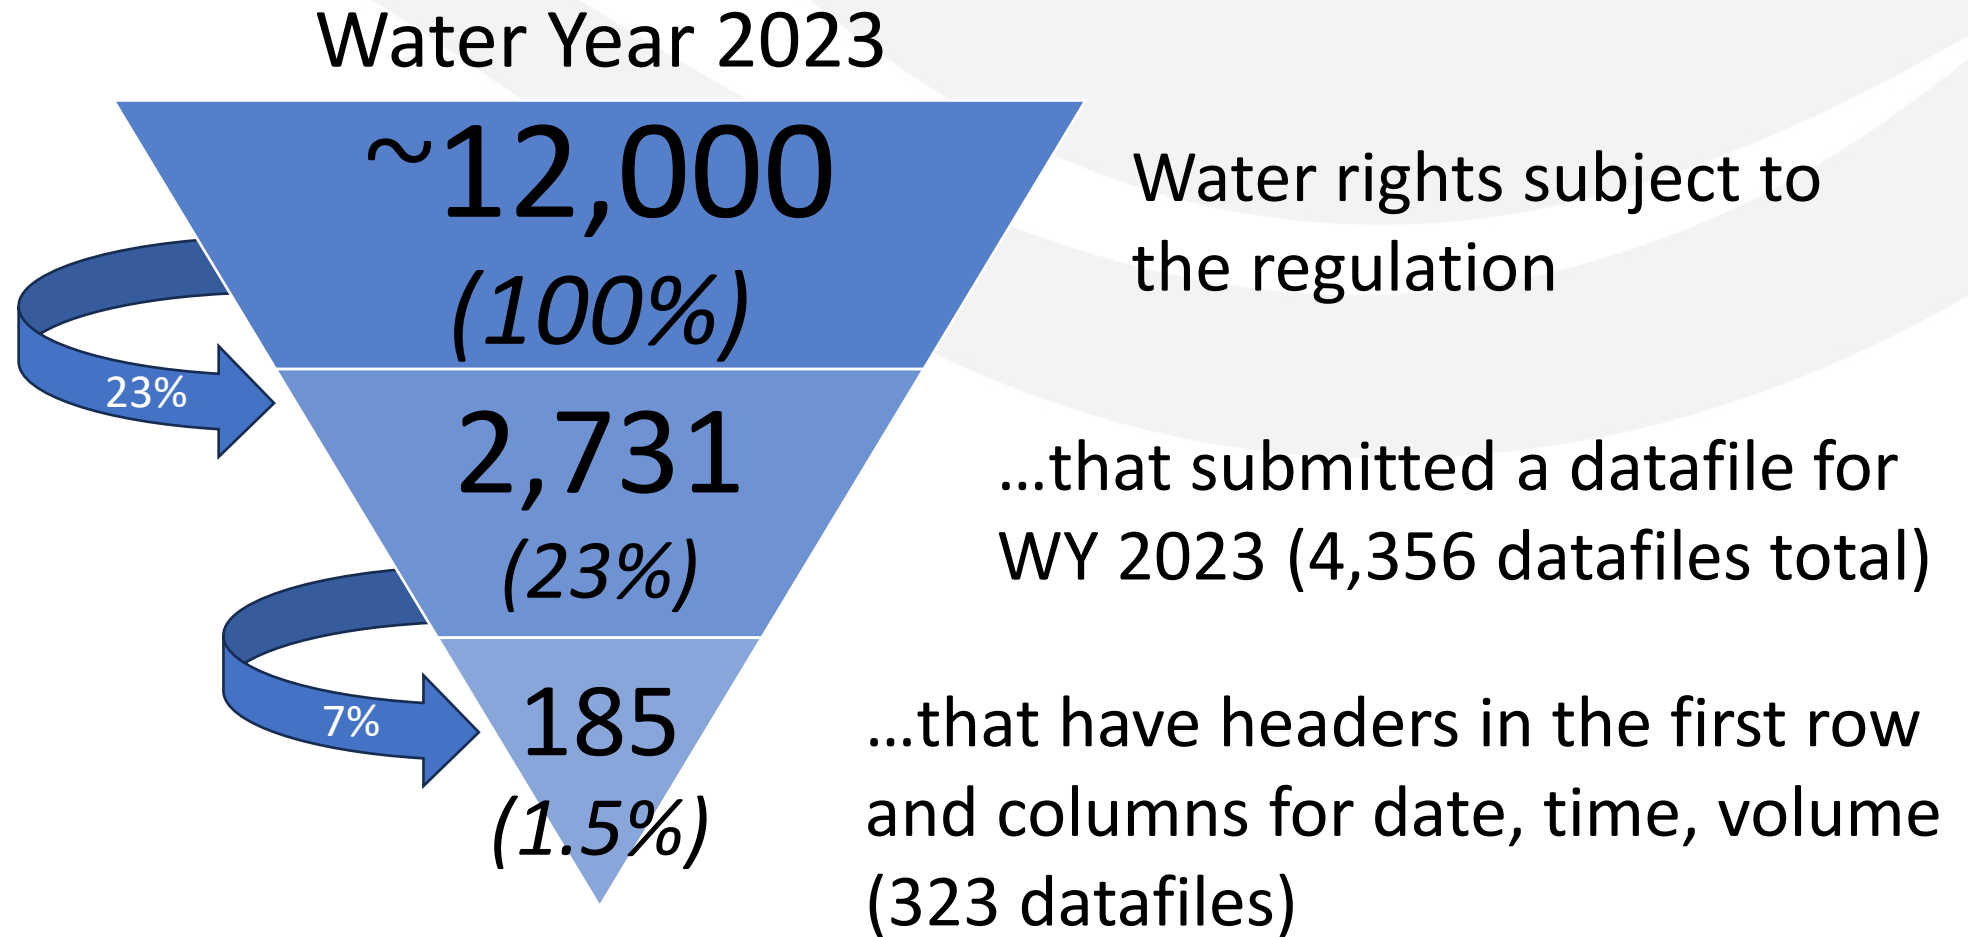 Water Year 2023
~12,000
(100%)
Water rights subject to
the regulation
23%
2,731
(23%)
...that submitted a datafile for
WY 2023 (4,356 datafiles total)
7%
185
(1.5%)
...that have headers in the first row
and columns for date, time, volume
(323 datafiles)